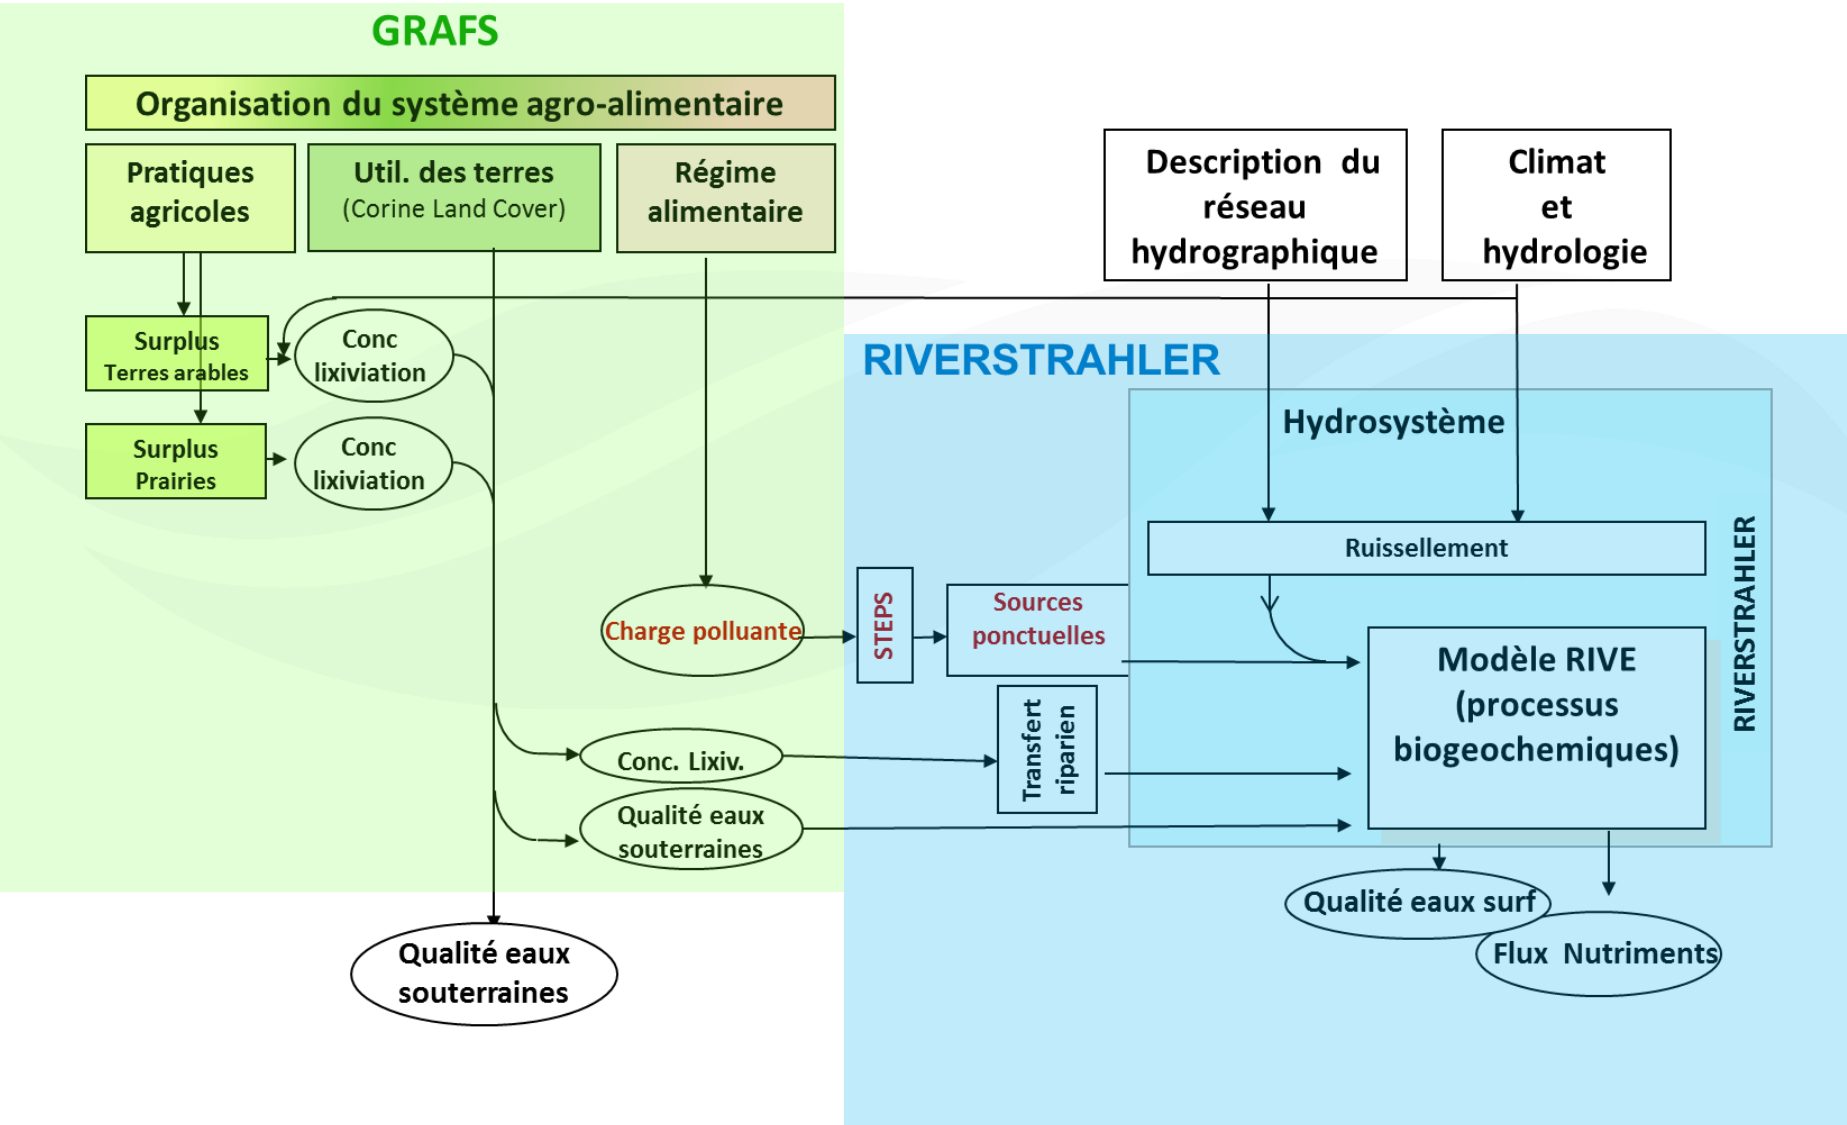 GRAFS
Organisation du système agro-alimentaire
Pratiques
agricoles
Util. des terres
(Corine Land Cover)
Régime
alimentaire
Description du
réseau
hydrographique
Climat
et
hydrologie
Surplus
Terres arables
Conc
lixiviation
Surplus
Prairies
Conc
lixiviation
RIVERSTRAHLER
Hydrosystème
Ruissellement
RIVERSTRAHLER
Charge polluante
STEPS
Sources
ponctuelles
Modèle RIVE
(processus
biogeochemiques)
Conc. Lixiv.
Transfert
riparien
Qualité eaux
souterraines
Qualité eaux surf
Flux Nutriments
Qualité eaux
souterraines